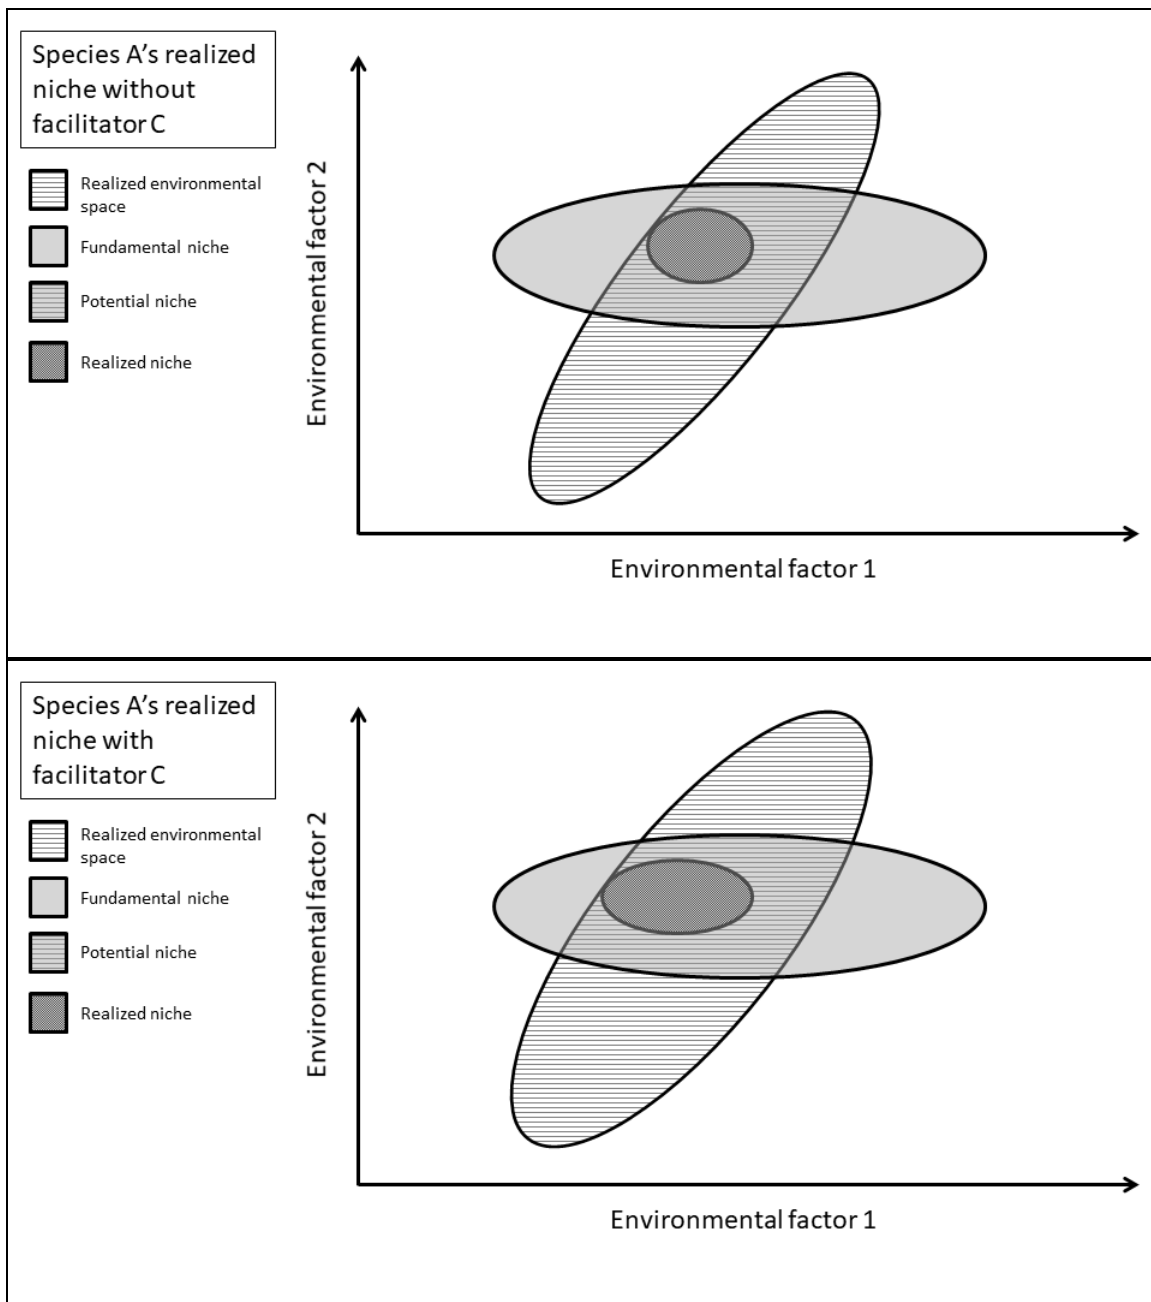 Species A's realized
niche without
facilitator C
Realized environmental
space
Fundamental niche
Potential niche
Realized niche
Environmental factor 2
Environmental factor 1
Species A's realized
niche with
facilitator C
Realized environmental
space
Fundamental niche
Potential niche
Realized niche
Environmental factor 2
Environmental factor 1